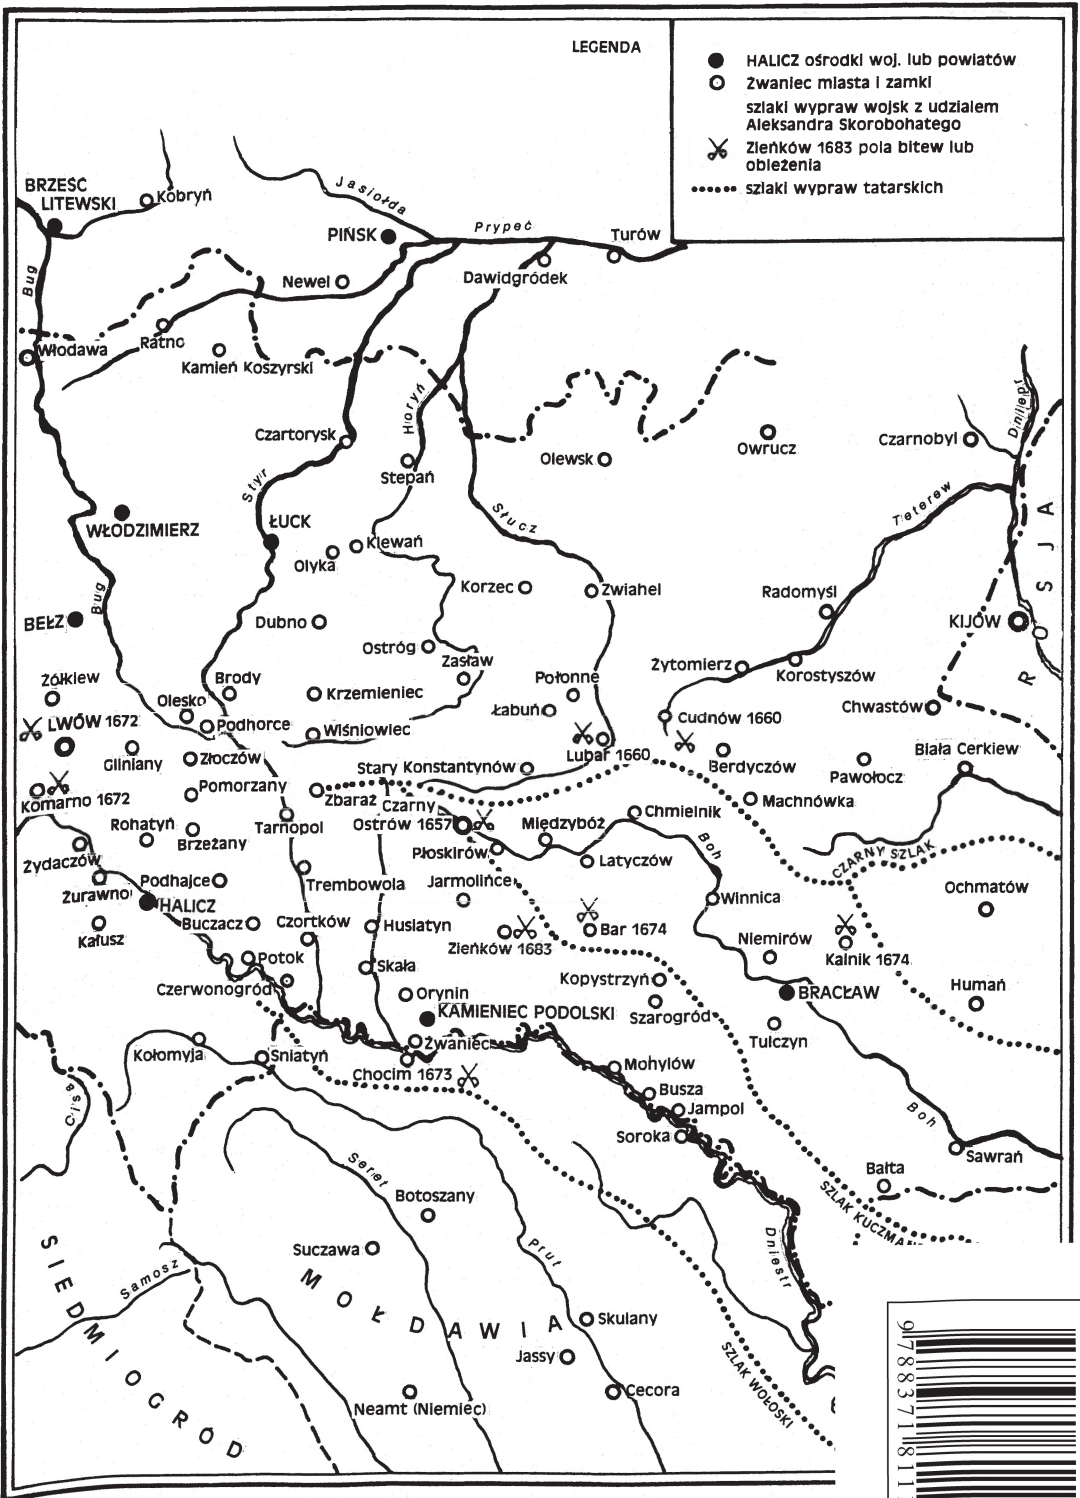 LEGENDA
HALICZ ośrodki woj. lub powiatów
Żwaniec miasta i zamki
szlaki wypraw wojsk z udziałem
Aleksandra Skorobohatego
Zieńków 1683 pola bitew lub
oblężenia
szlaki wypraw tatarskich
BRZEŚĆ
LITEWSKI
Kobryń
Jasiołda
PIŃSK
Prypeć
Turów
Bug
Newel
Dawidgródek
Włodawa
Ratno
Kamień Koszyrski
Horyń
Dniepr
Czartorysk
Owrucz
Czarnobyl
Olewsk
Stepań
Styr
Teterew
Słucz
WŁODZIMIERZ
ŁUCK
Klewań
Olyka
ROSJA
Bug
Korzec
Zwiahel
Radomyśl
BEŁZ
Dubno
KIJÓW
Ostróg
Zasław
Żytomierz
Korostyszów
Żółkiew
Brody
Połonne
Olesko
Krzemieniec
Łabuń
Chwastów
LWÓW 1672
Podhorce
Wiśniowiec
Cudnów 1660
Gliniany
Złoczów
Lubar 1660
Berdyczów
Biała Cerkiew
Stary Konstantynów
Pawołocz
Komarno 1672
Pomorzany
Zbaraż
Czarny
Ostrów 1657
Machnówka
Chmielnik
Rohatyń
Brzeżany
Tarnopol
Międzybóż
Boh
Żydaczów
Płoskirów
Latyczów
CZARNY SZLAK
Żurawno
Podhajce
Trembowola
Jarmolińce
Ochmatów
HALICZ
Winnica
Kałusz
Buczacz
Czortków
Husiatyn
Zieńków 1683
Bar 1674
Niemirów
Kalnik 1674
Potok
Skała
Kopystrzyń
Czerwonogród
Orynin
BRACŁAW
Humań
KAMIENIEC PODOLSKI
Szarogród
Tulczyn
Kołomyja
Śniatyń
Żwaniec
Chocim 1673
Mohylów
Cisa
Busza
Jampol
Boh
Soroka
Sawrań
Seret
Botoszany
Bałta
SZLAK KUCZMAN
Suczawa
Prut
Dniestr
Samosz
SIEDMIOGRÓD
MOŁDAWIA
Skulany
Jassy
SZLAK WOŁOSKI
Cecora
Neamt (Niemiec)
9 788371 811